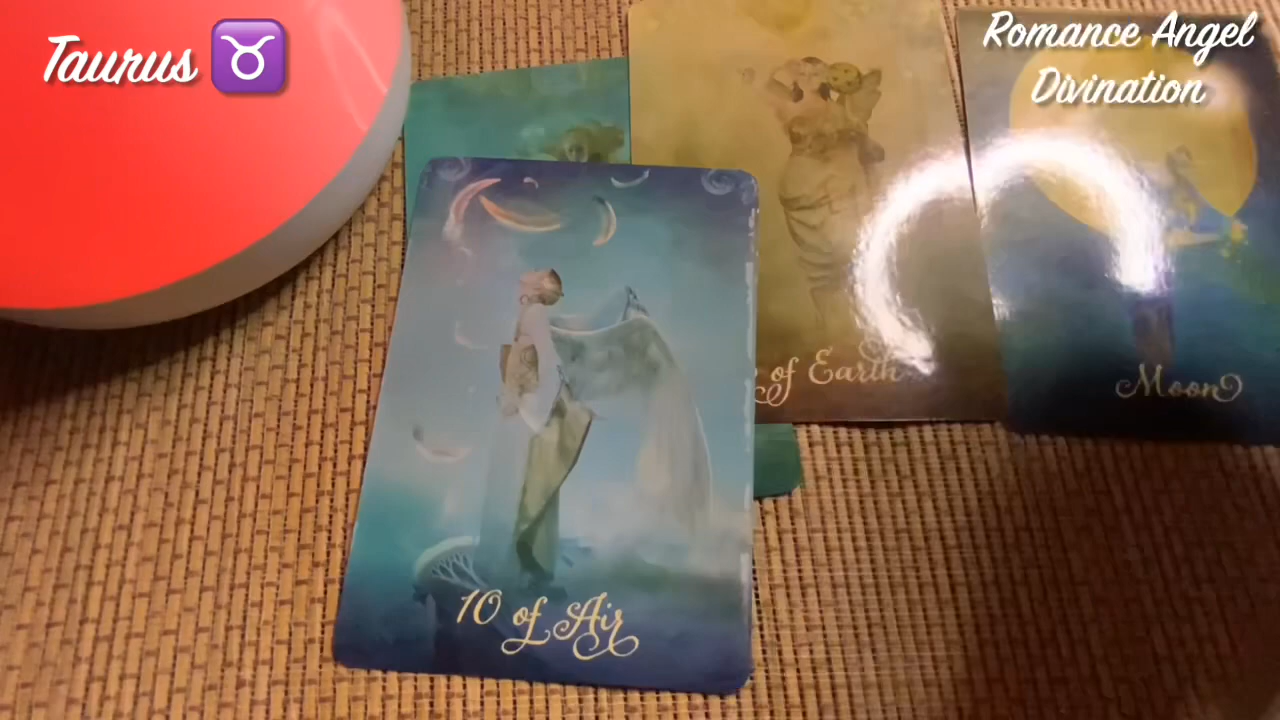 Taurus ♉
Romance Angel
Divination
of Earth
Moon
10 of Air